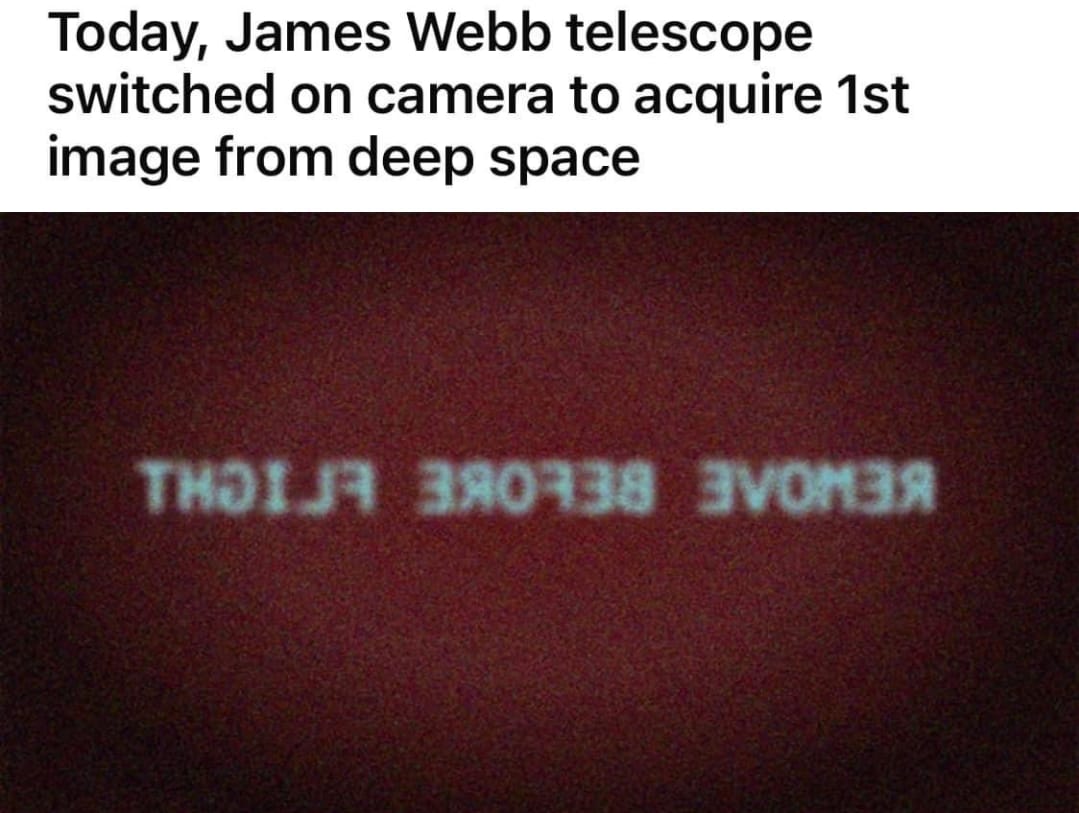 Today, James Webb telescope
switched on camera to acquire 1st
image from deep space
REMOVE BEFORE FLIGHT